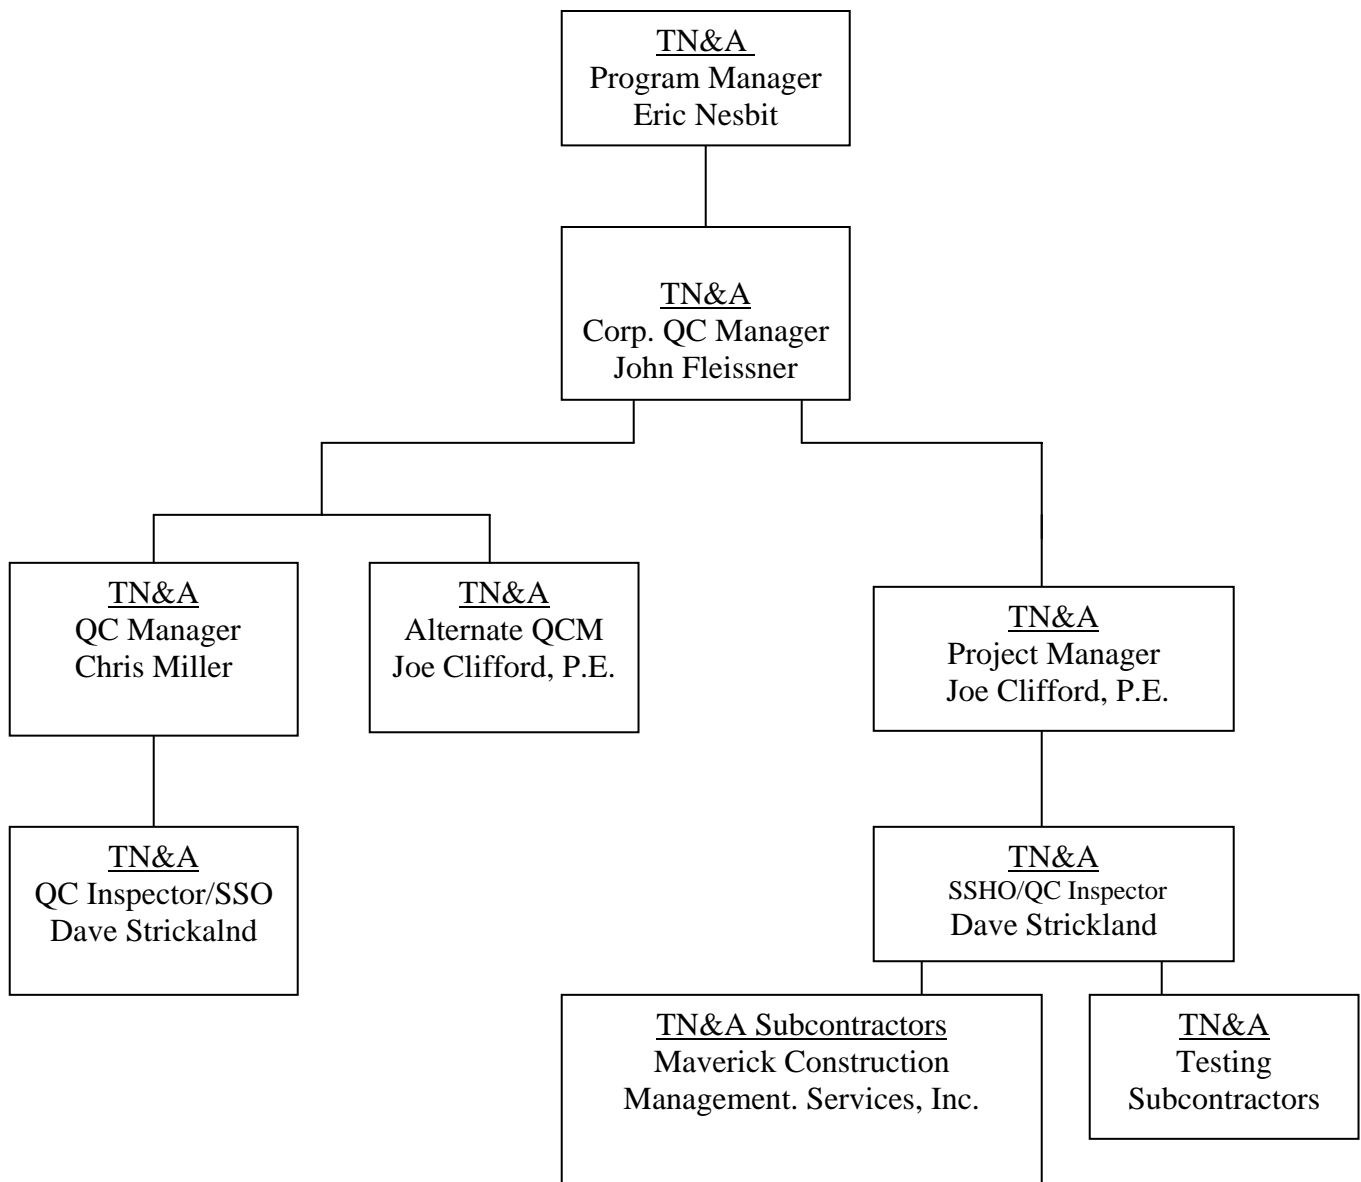 TN&A
Program Manager
Eric Nesbit
TN&A
Corp. QC Manager
John Fleissner
TN&A
QC Manager
Chris Miller
TN&A
Alternate QCM
Joe Clifford, P.E.
TN&A
Project Manager
Joe Clifford, P.E.
TN&A
QC Inspector/SSO
Dave Strickalnd
TN&A
SSHO/QC Inspector
Dave Strickland
TN&A Subcontractors
Maverick Construction
Management. Services, Inc.
TN&A
Testing
Subcontractors